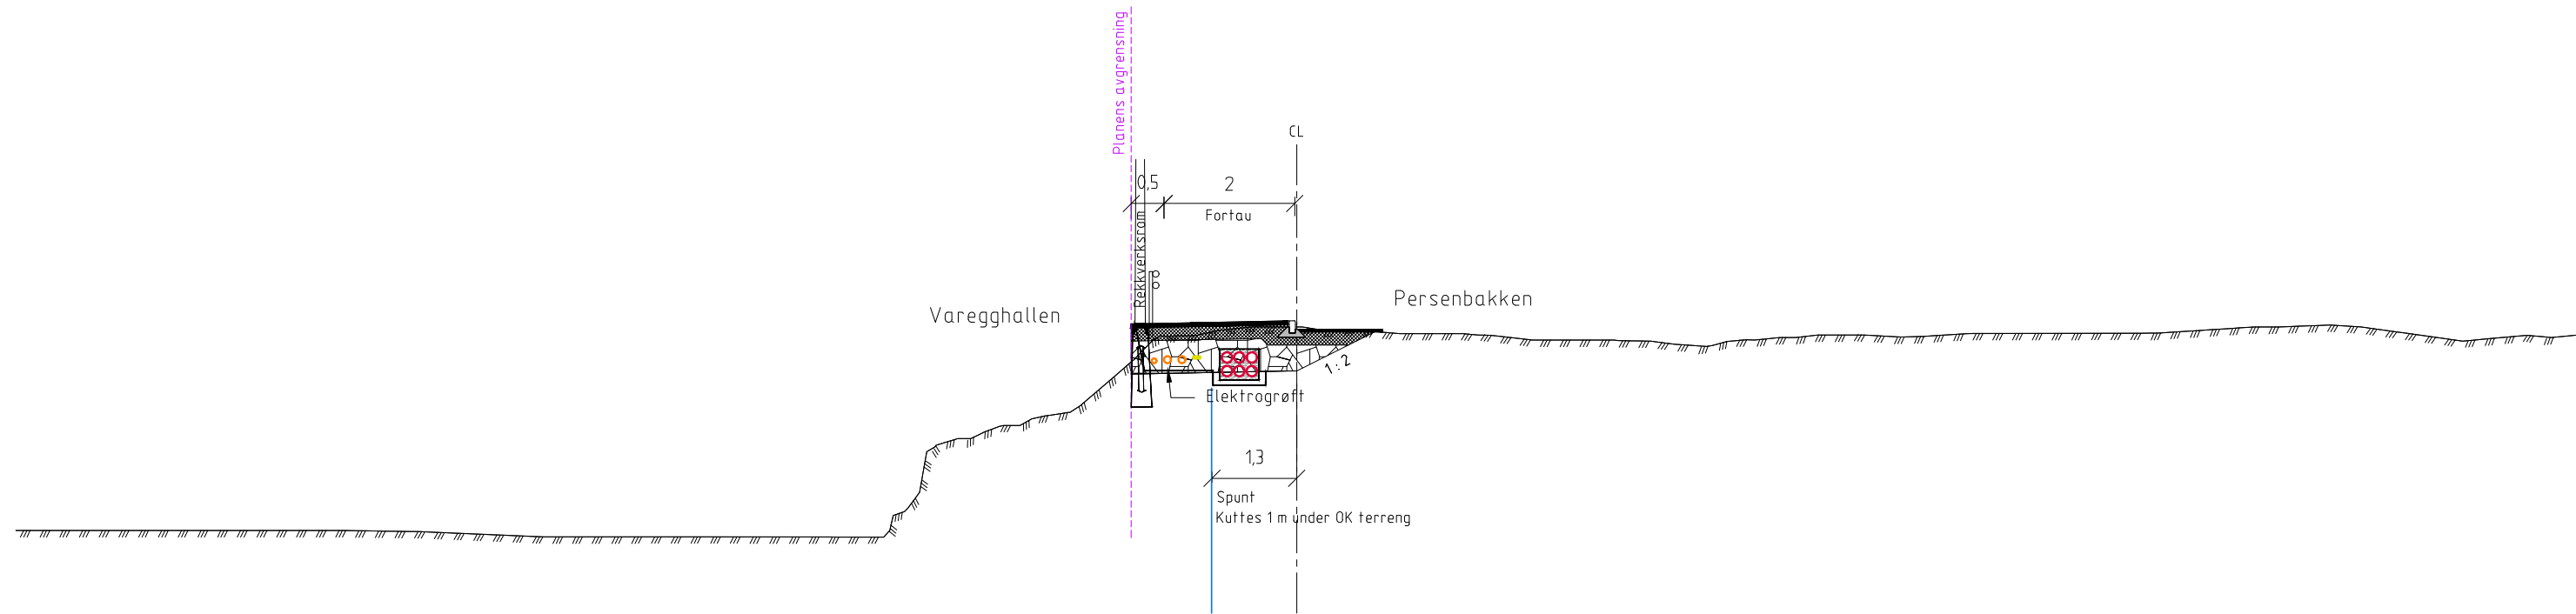 Planens avgrensning
CL
0,5
2
Fortau
Rekkverksrom
Persenbakken
Varegghallen
1:2
Elektrogrøft
1,3
Spunt
Kuttes 1 m under OK terreng